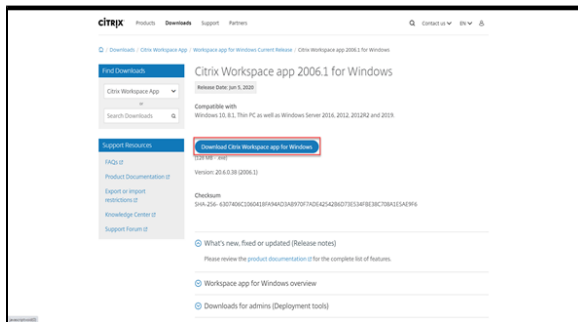 CITRIX Products Downloads Support Partners Contact us EN
/ Downloads / Citrix Workspace App / Workspace app for Windows Current Release / Citrix Workspace app 2006.1 for Windows
Find Downloads
Citrix Workspace App
or
Search Downloads
Support Resources
FAQs
Product Documentation
Export or import
restrictions
Knowledge Center
Support Forum
Citrix Workspace app 2006.1 for Windows
Release Date: Jun 5, 2020
Compatible with
Windows 10, 8.1, Thin PC as well as Windows Server 2016, 2012, 2012R2 and 2019.
Download Citrix Workspace app for Windows
(126 MB - .exe)
Version: 20.6.0.38 (2006.1)
Checksum
What's new, fixed or updated (Release notes)
Please review the product documentation for the complete list of features.
Workspace app for Windows overview
Downloads for admins (Deployment tools)